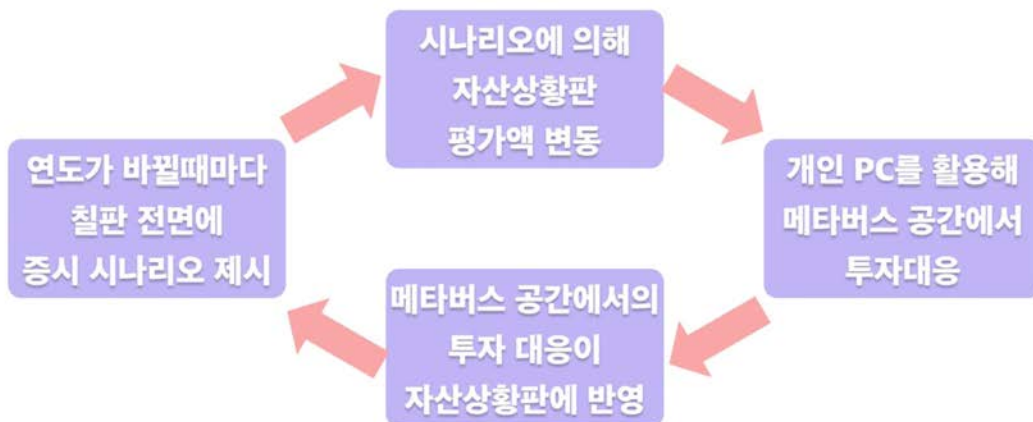 시나리오에 의해
자산상황판
평가액 변동
연도가 바뀔때마다
칠판 전면에
증시 시나리오 제시
개인 PC를 활용해
메타버스 공간에서
투자대응
메타버스 공간에서의
투자 대응이
자산상황판에 반영